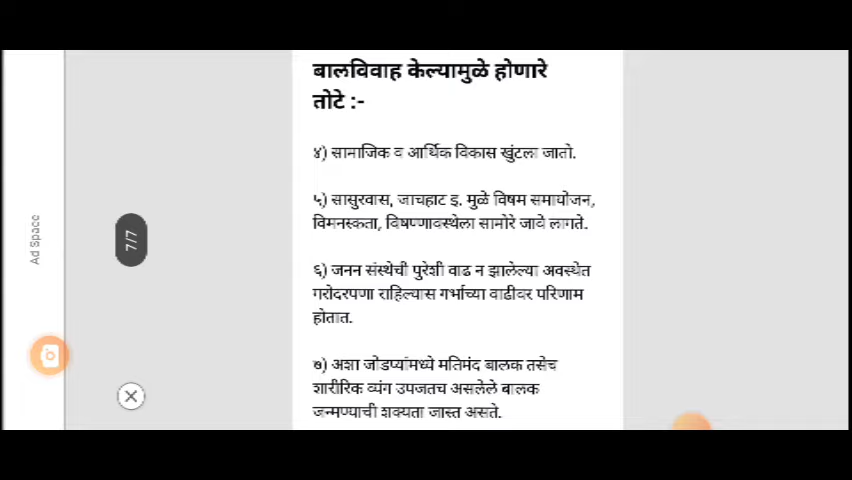 बालविवाह केल्यामुळे होणारे
तोटे :-
४) सामाजिक व आर्थिक विकास खुंटला जातो.
५) सासुरवास, जाचहाट इ. मुळे विषम समायोजन,
विमनस्कता, विषण्णावस्थेला सामोरे जावे लागते.
६) जनन संस्थेची पुरेशी वाढ न झालेल्या अवस्थेत
गरोदरपणा राहिल्यास गर्भाच्या वाढीवर परिणाम
होतात.
७) अशा जोडप्यांमध्ये मतिमंद बालक तसेच
शारीरिक व्यंग उपजतच असलेले बालक
जन्मण्याची शक्यता जास्त असते.
7/7
Ad Space